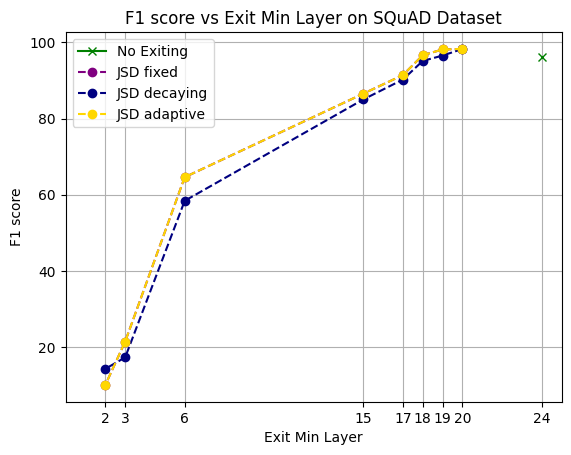 F1 score vs Exit Min Layer on SQuAD Dataset
No Exiting
JSD fixed
JSD decaying
JSD adaptive
F1 score
100
80
60
40
20
2 3 6 15 17 18 19 20 24
Exit Min Layer